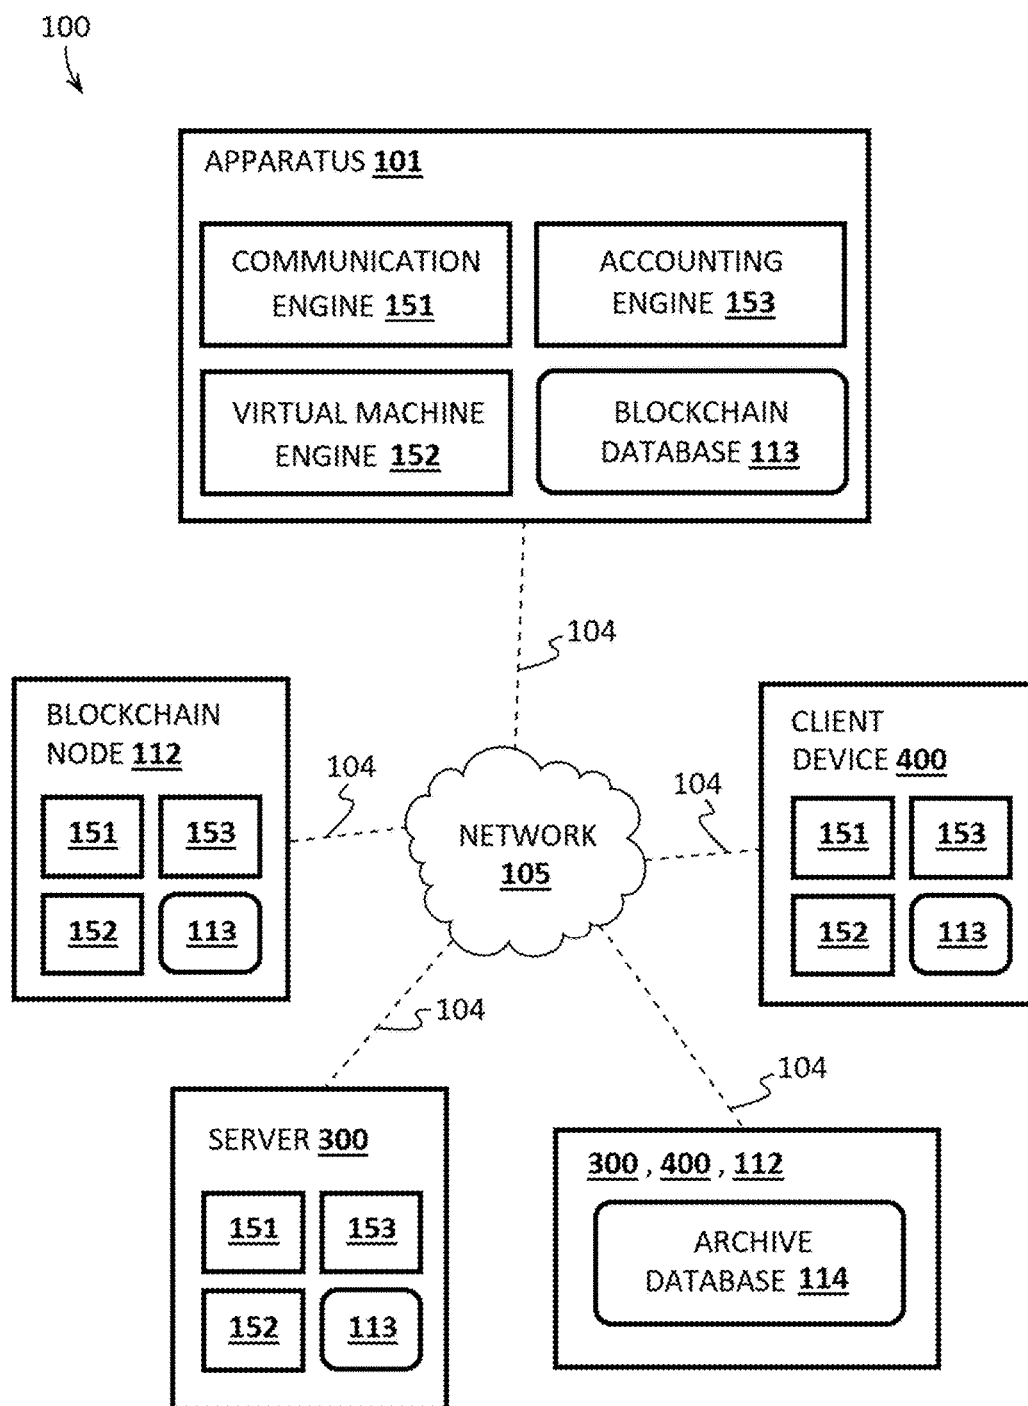 100
APPARATUS 101
COMMUNICATION
ENGINE 151
ACCOUNTING
ENGINE 153
VIRTUAL MACHINE
ENGINE 152
BLOCKCHAIN
DATABASE 113
104
BLOCKCHAIN
NODE 112
151
153
152
113
104
NETWORK
105
104
CLIENT
DEVICE 400
151
153
152
113
104
SERVER 300
151
153
152
113
104
300 , 400 , 112
ARCHIVE
DATABASE 114